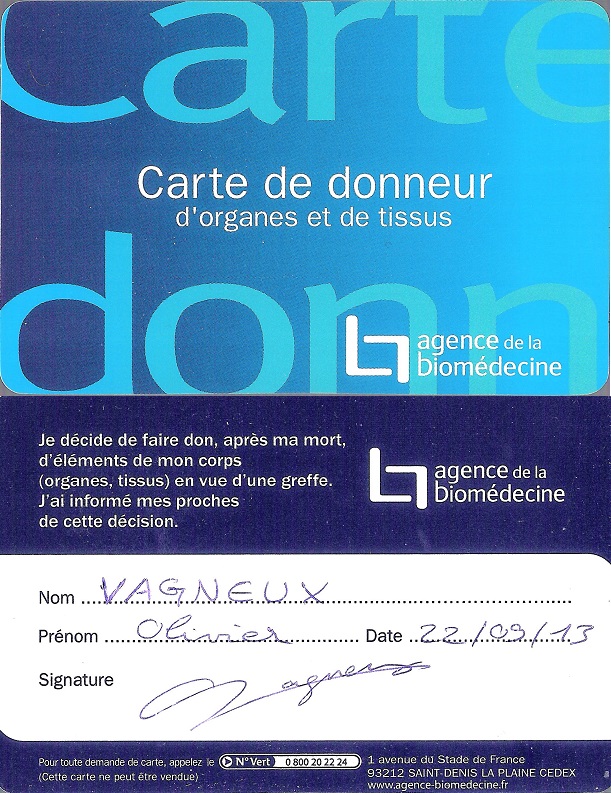 Carte
Carte de donneur
d'organes et de tissus
donn
agence de la
biomédecine
Je décide de faire don, après ma mort,
d'éléments de mon corps
(organes, tissus) en vue d'une greffe.
J'ai informé mes proches
de cette décision.
agence de la
biomédecine
Nom VAGNEUX
Prénom Olivier Date 22/09/13
Signature Vagneux
Pour toute demande de carte, appelez le N° Vert 0 800 20 22 24
(Cette carte ne peut être vendue)
1 avenue du Stade de France
93212 SAINT-DENIS LA PLAINE CEDEX
www.agence-biomedecine.fr